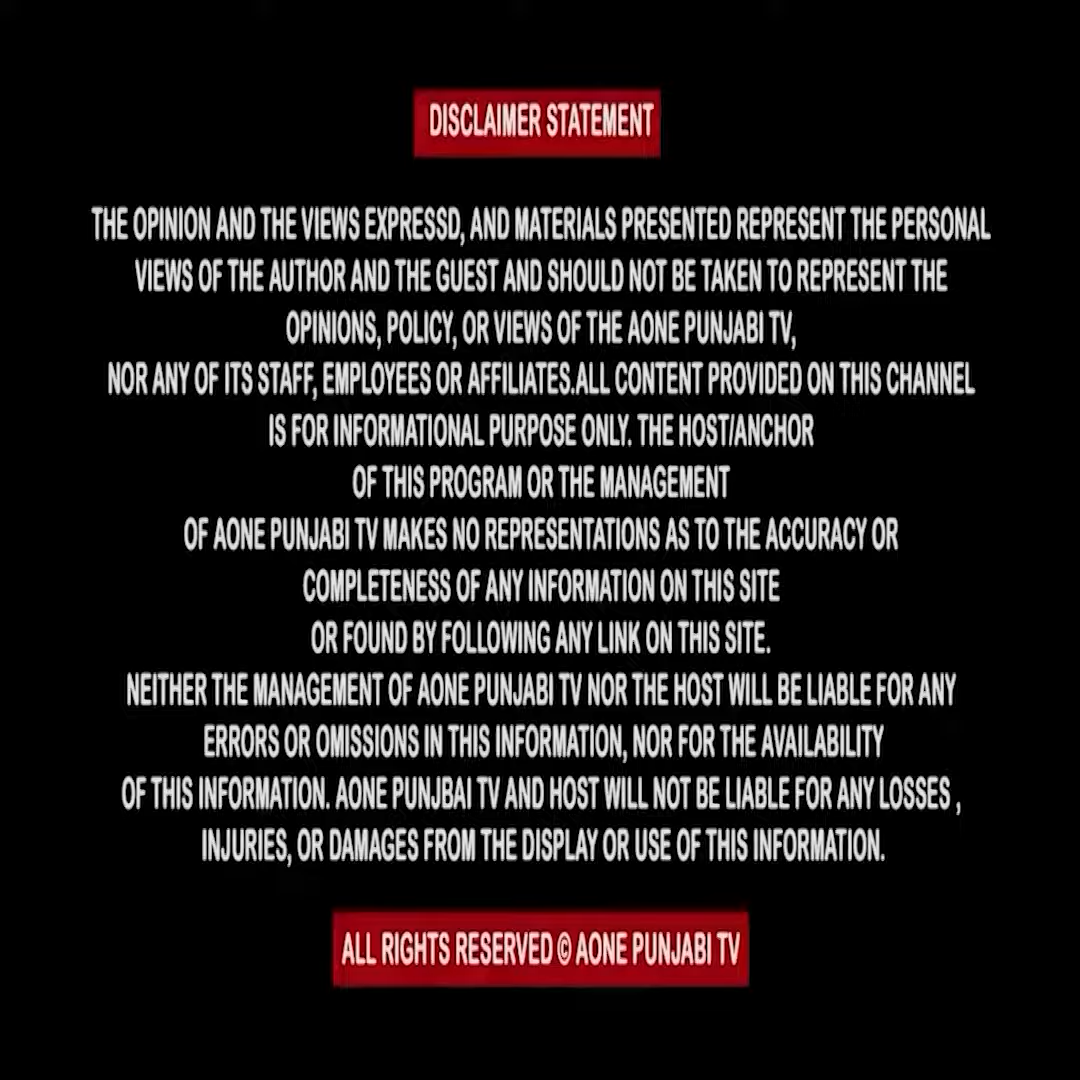 DISCLAIMER STATEMENT
THE OPINION AND THE VIEWS EXPRESSD, AND MATERIALS PRESENTED REPRESENT THE PERSONAL
VIEWS OF THE AUTHOR AND THE GUEST AND SHOULD NOT BE TAKEN TO REPRESENT THE
OPINIONS, POLICY, OR VIEWS OF THE AONE PUNJABI TV,
NOR ANY OF ITS STAFF, EMPLOYEES OR AFFILIATES.ALL CONTENT PROVIDED ON THIS CHANNEL
IS FOR INFORMATIONAL PURPOSE ONLY. THE HOST/ANCHOR
OF THIS PROGRAM OR THE MANAGEMENT
OF AONE PUNJABI TV MAKES NO REPRESENTATIONS AS TO THE ACCURACY OR
COMPLETENESS OF ANY INFORMATION ON THIS SITE
OR FOUND BY FOLLOWING ANY LINK ON THIS SITE.
NEITHER THE MANAGEMENT OF AONE PUNJABI TV NOR THE HOST WILL BE LIABLE FOR ANY
ERRORS OR OMISSIONS IN THIS INFORMATION, NOR FOR THE AVAILABILITY
OF THIS INFORMATION. AONE PUNJBAI TV AND HOST WILL NOT BE LIABLE FOR ANY LOSSES ,
INJURIES, OR DAMAGES FROM THE DISPLAY OR USE OF THIS INFORMATION.
ALL RIGHTS RESERVED © AONE PUNJABI TV